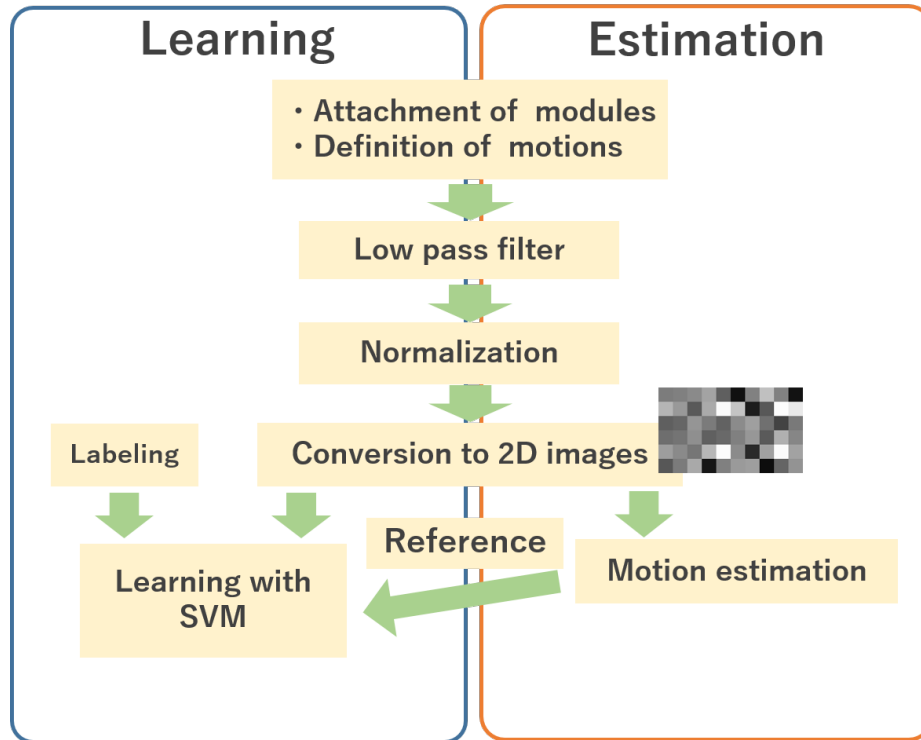 Learning
Estimation
・Attachment of modules
・Definition of motions
Low pass filter
Normalization
Labeling
Conversion to 2D images
Reference
Learning with
SVM
Motion estimation